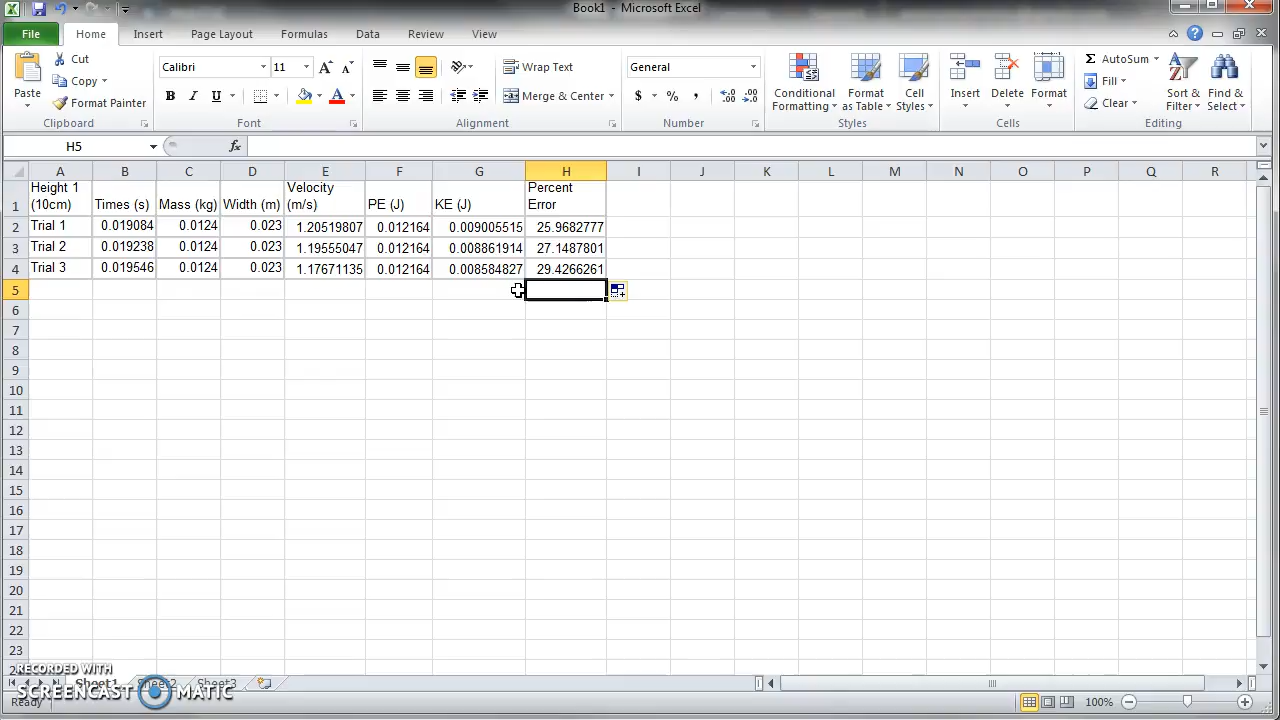 Book1 - Microsoft Excel
File Home Insert Page Layout Formulas Data Review View
Cut
Copy
Format Painter
Paste
Clipboard
Calibri 11
B I U
A A
Font
Wrap Text
Merge & Center
Alignment
General
$ % ,
Number
Conditional Formatting
Format as Table
Cell Styles
Styles
Insert Delete Format
Cells
Σ AutoSum
Fill
Clear
Sort & Filter
Find & Select
Editing
H5 fx
A B C D E F G H I J K L M N O P Q R
1 Height 1 (10cm) Times (s) Mass (kg) Width (m) Velocity (m/s) PE (J) KE (J) Percent Error
2 Trial 1 0.019084 0.0124 0.023 1.20519807 0.012164 0.009005515 25.9682777
3 Trial 2 0.019238 0.0124 0.023 1.19555047 0.012164 0.008861914 27.1487801
4 Trial 3 0.019546 0.0124 0.023 1.17671135 0.012164 0.008584827 29.4266261
5
6
7
8
9
10
11
12
13
14
15
16
17
18
19
20
21
22
23
Sheet1 Sheet2 Sheet3
RECORDED WITH
SCREENCAST MATIC
Ready 100%